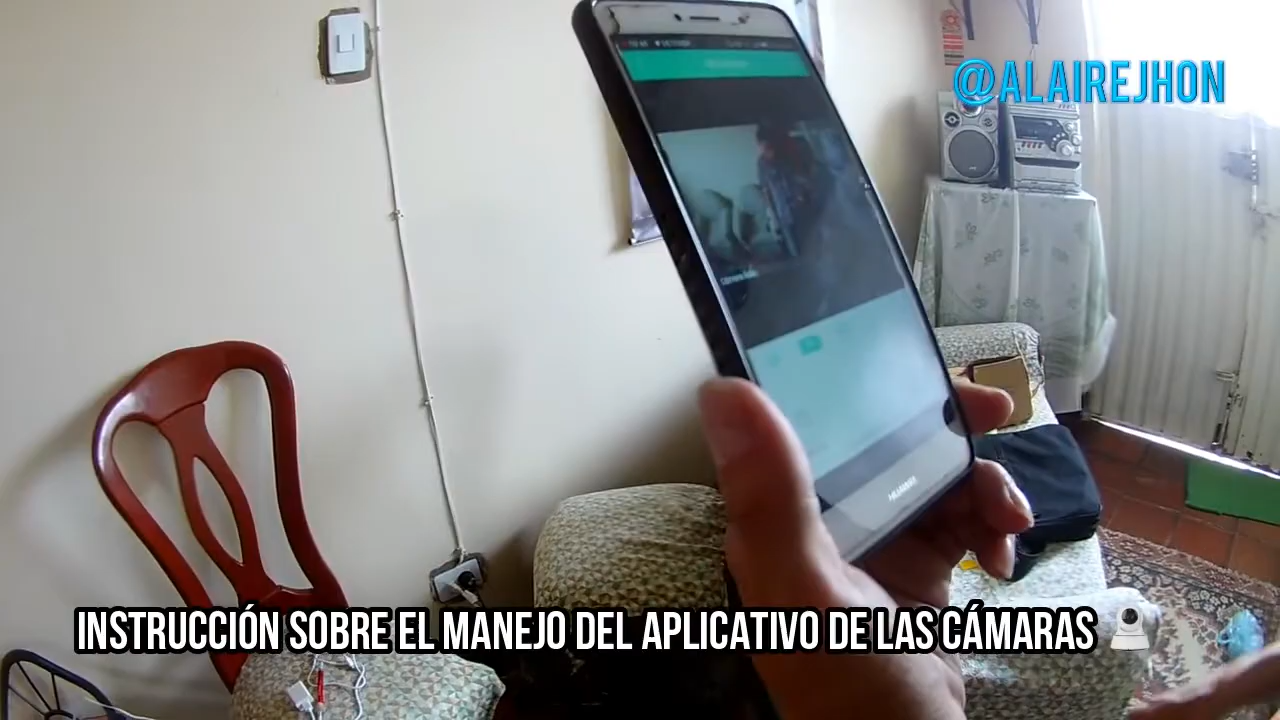 @ALAIREJHON
HUAWEI
INSTRUCCIÓN SOBRE EL MANEJO DEL APLICATIVO DE LAS CÁMARAS